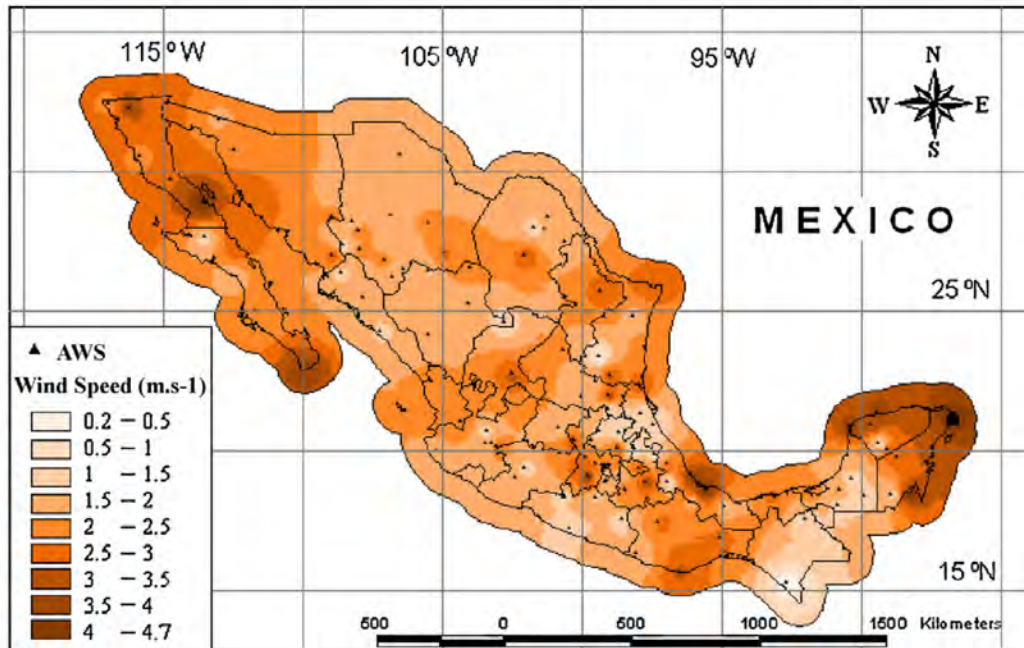 115 º W 105 º W 95 º W
N
W E
S
MEXICO
25 ºN
▲ AWS
Wind Speed (m.s-1)
0.2 – 0.5
0.5 – 1
1 – 1.5
1.5 – 2
2 – 2.5
2.5 – 3
3 – 3.5
3.5 – 4
4 – 4.7
15 ºN
500 0 500 1000 1500 Kilometers